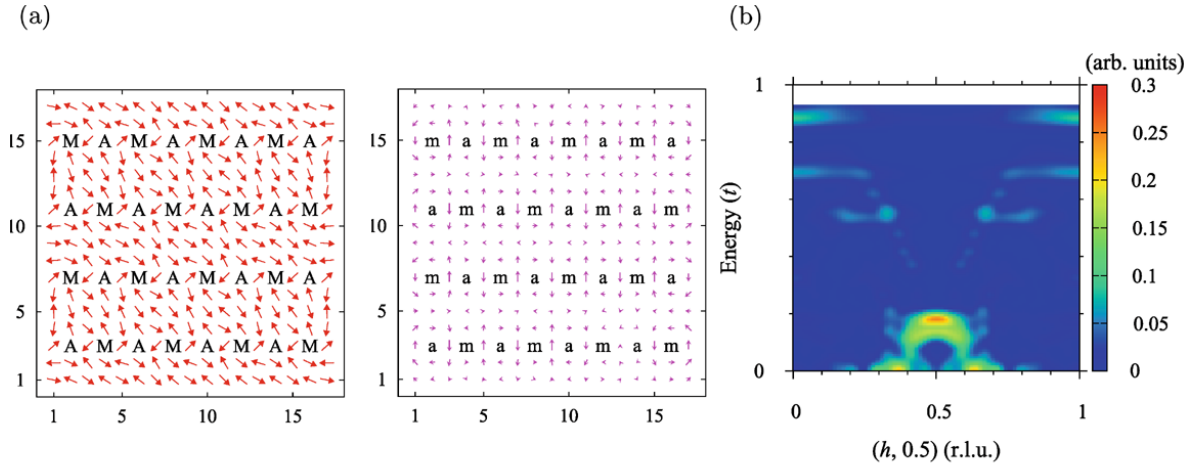 (a)
15 M A M A M A M A
10 A M A M A M A M
M A M A M A M A
5
A M A M A M A M
1
1 5 10 15
15 m a m a m a m a
10 a m a m a m a m
m a m a m a m a
5
a m a m a m a m
1
1 5 10 15
(b)
(arb. units)
1
0
Energy (t)
0 0.5 1
(h, 0.5) (r.l.u.)
0.3
0.25
0.2
0.15
0.1
0.05
0